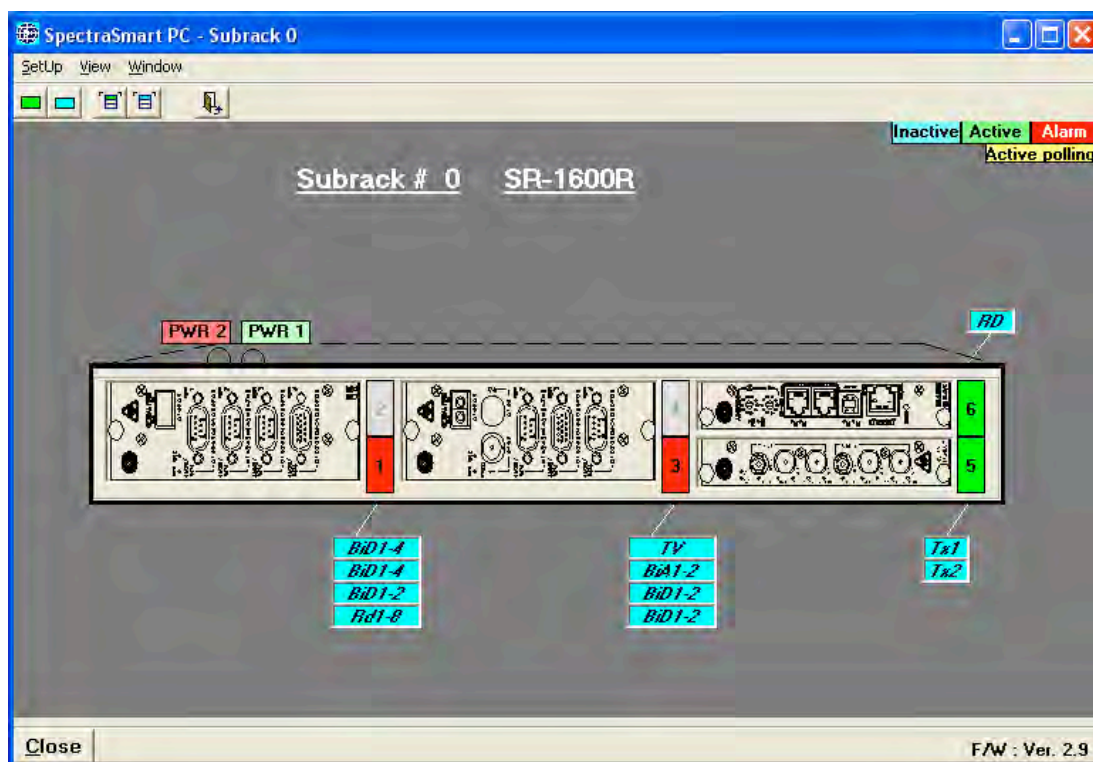 SpectraSmart PC - Subrack 0
SetUp View Window
Inactive Active Alarm
Active polling
Subrack # 0 SR-1600R
RD
PWR 2 PWR 1
2
6
1
3
5
BiD1-4
BiD1-4
BiD1-2
Rd1-8
TV
BiA1-2
BiD1-2
BiD1-2
Tx1
Tx2
Close
F/W : Ver. 2.9